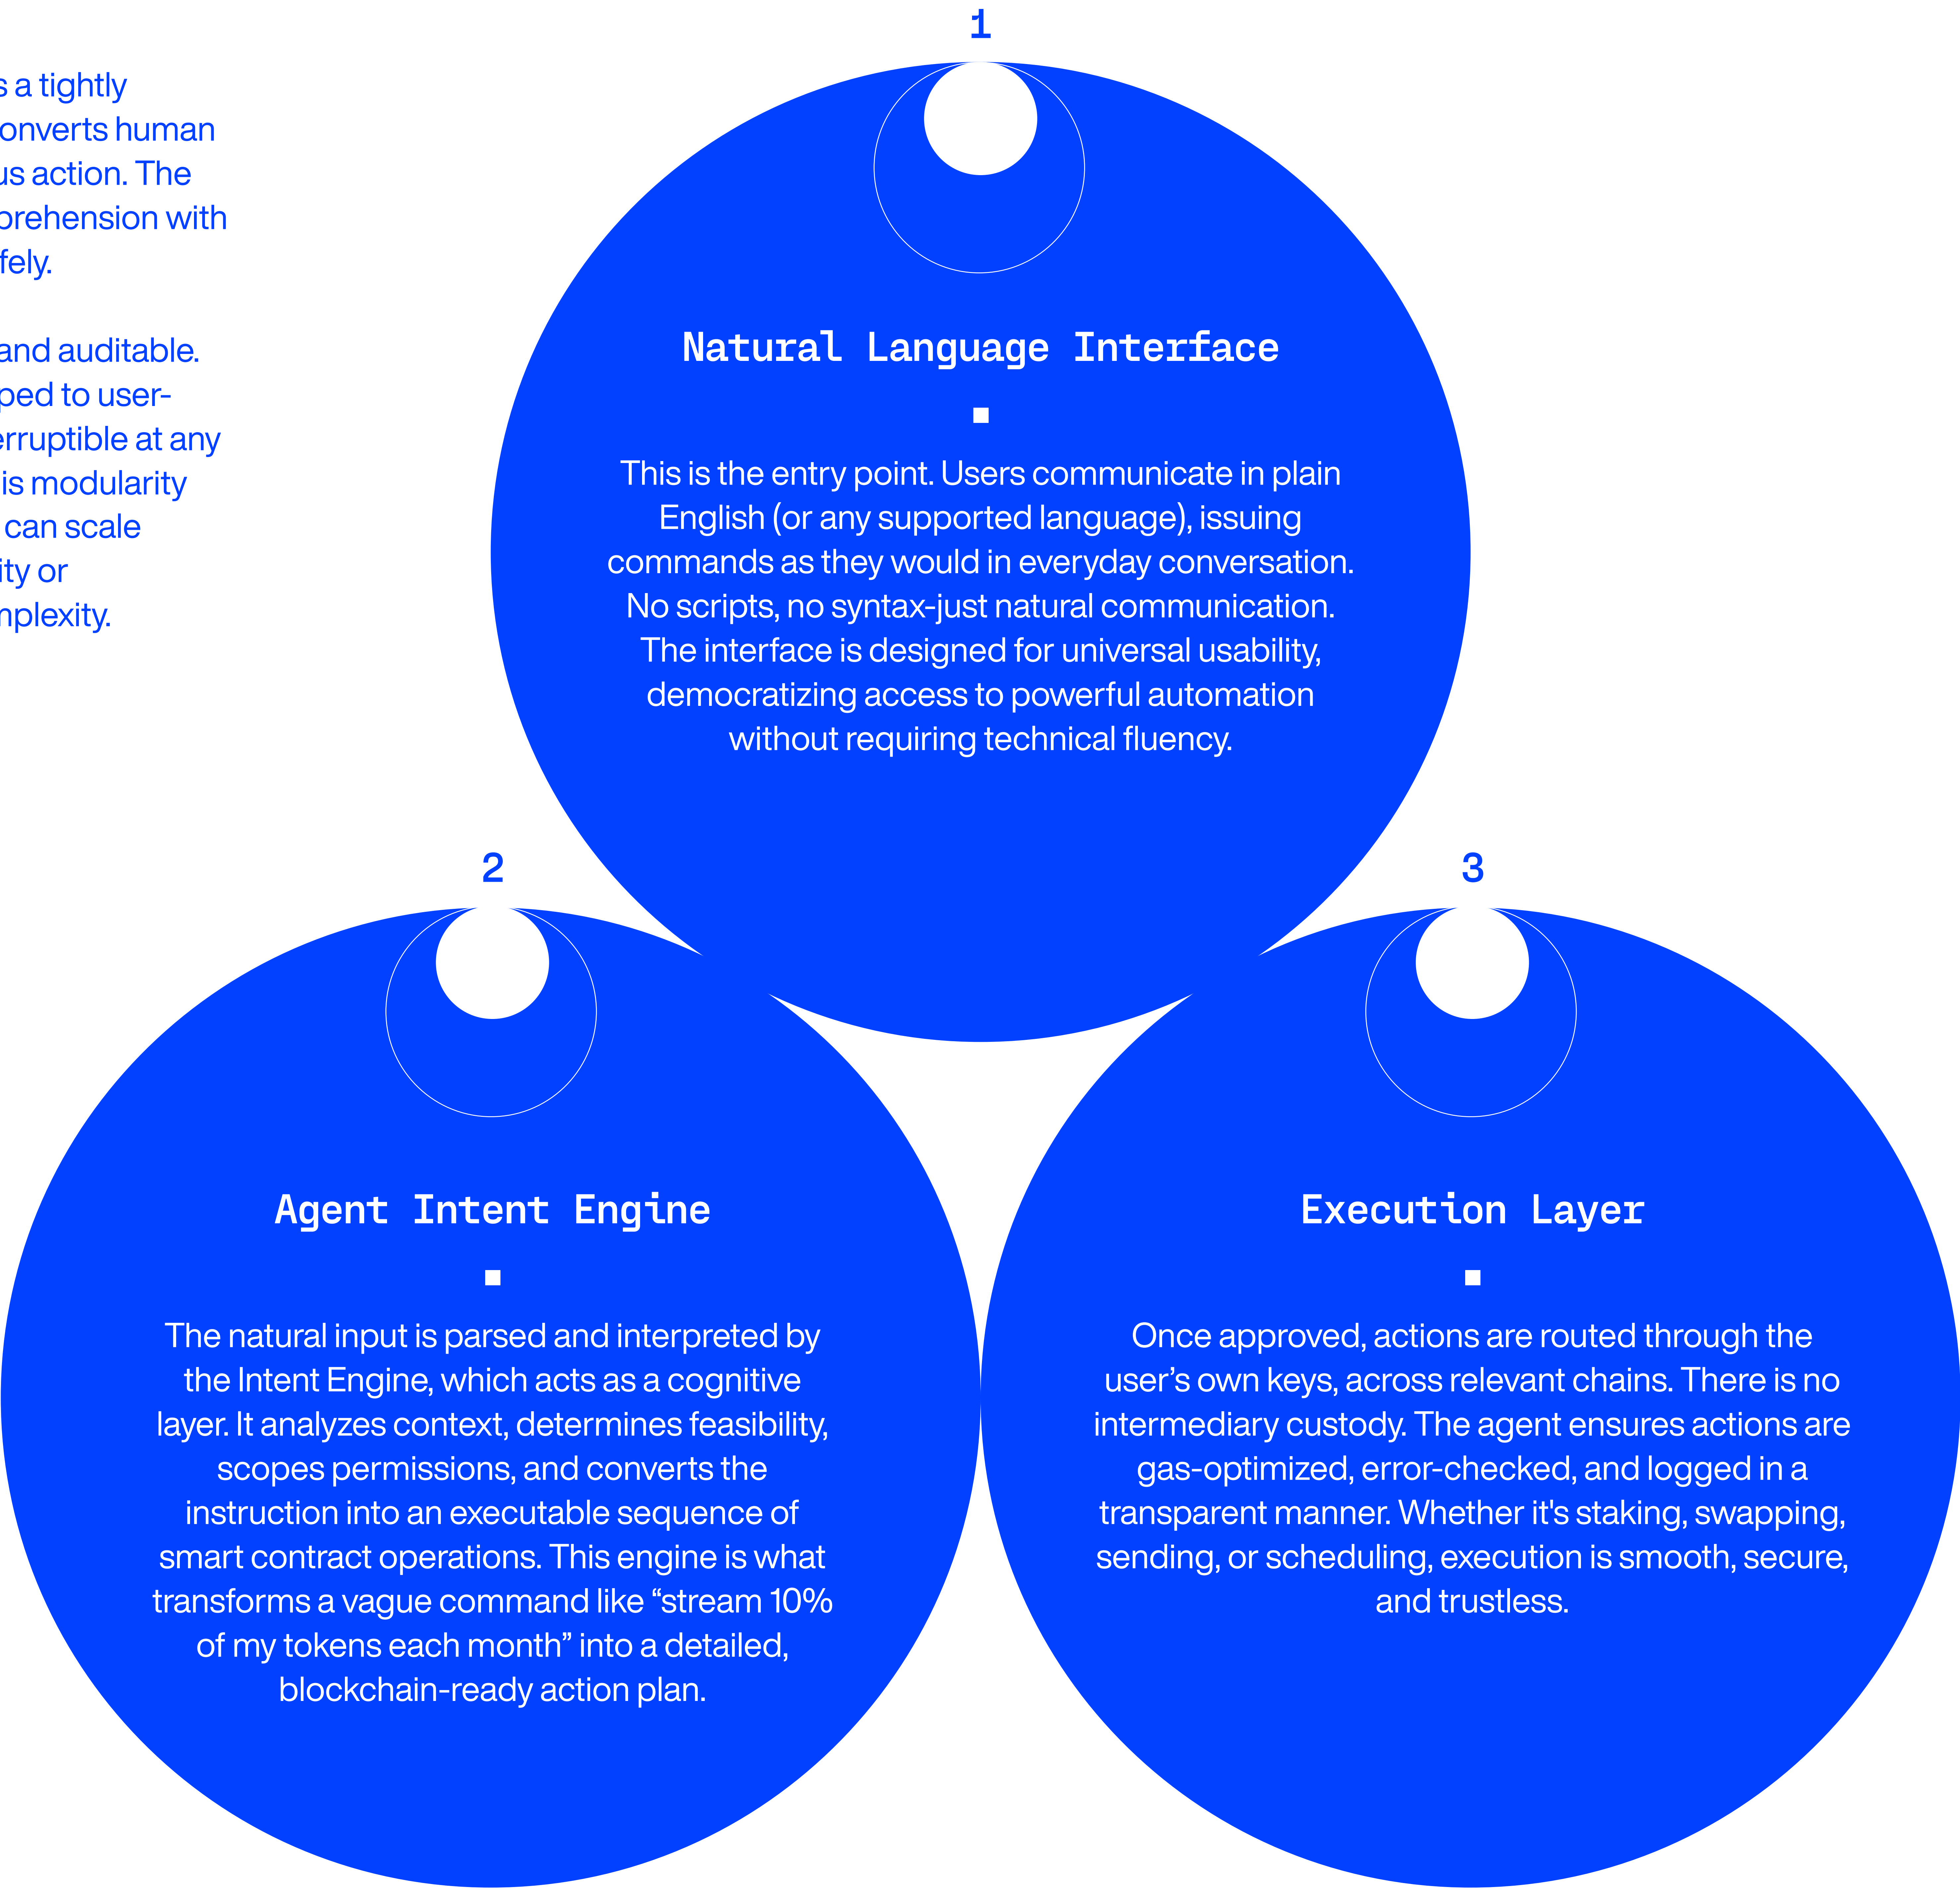 s a tightly
onverts human
us action. The
prehension with
fely.
and auditable.
ped to user-
erruptible at any
is modularity
can scale
ity or
mplexity.
1
Natural Language Interface
This is the entry point. Users communicate in plain
English (or any supported language), issuing
commands as they would in everyday conversation.
No scripts, no syntax-just natural communication.
The interface is designed for universal usability,
democratizing access to powerful automation
without requiring technical fluency.
2
Agent Intent Engine
The natural input is parsed and interpreted by
the Intent Engine, which acts as a cognitive
layer. It analyzes context, determines feasibility,
scopes permissions, and converts the
instruction into an executable sequence of
smart contract operations. This engine is what
transforms a vague command like “stream 10%
of my tokens each month” into a detailed,
blockchain-ready action plan.
3
Execution Layer
Once approved, actions are routed through the
user’s own keys, across relevant chains. There is no
intermediary custody. The agent ensures actions are
gas-optimized, error-checked, and logged in a
transparent manner. Whether it's staking, swapping,
sending, or scheduling, execution is smooth, secure,
and trustless.